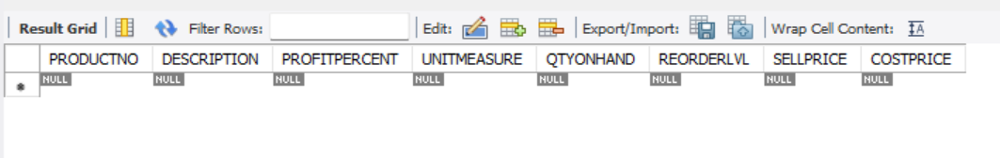 Result Grid Filter Rows: Edit: Export/Import: Wrap Cell Content: IA
PRODUCTNO DESCRIPTION PROFITPERCENT UNITMEASURE QTYONHAND REORDERLVL SELLPRICE COSTPRICE
NULL NULL NULL NULL NULL NULL NULL NULL